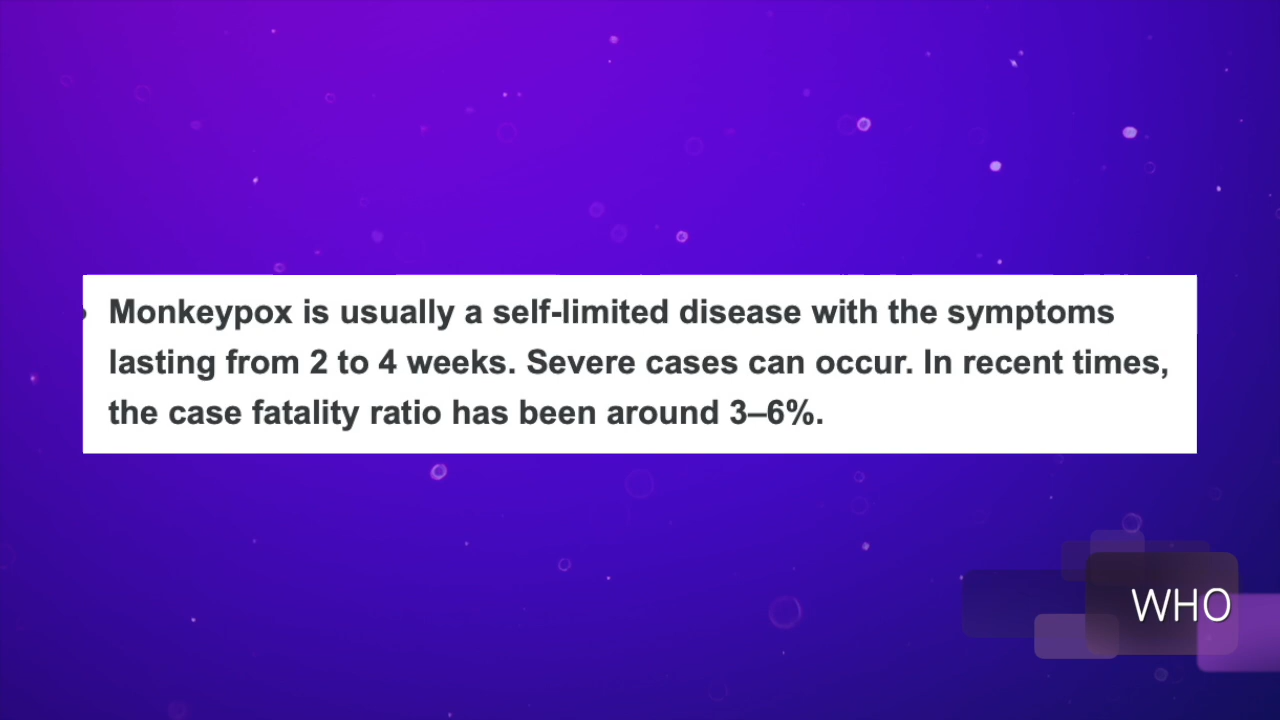 Monkeypox is usually a self-limited disease with the symptoms
lasting from 2 to 4 weeks. Severe cases can occur. In recent times,
the case fatality ratio has been around 3–6%.
WHO